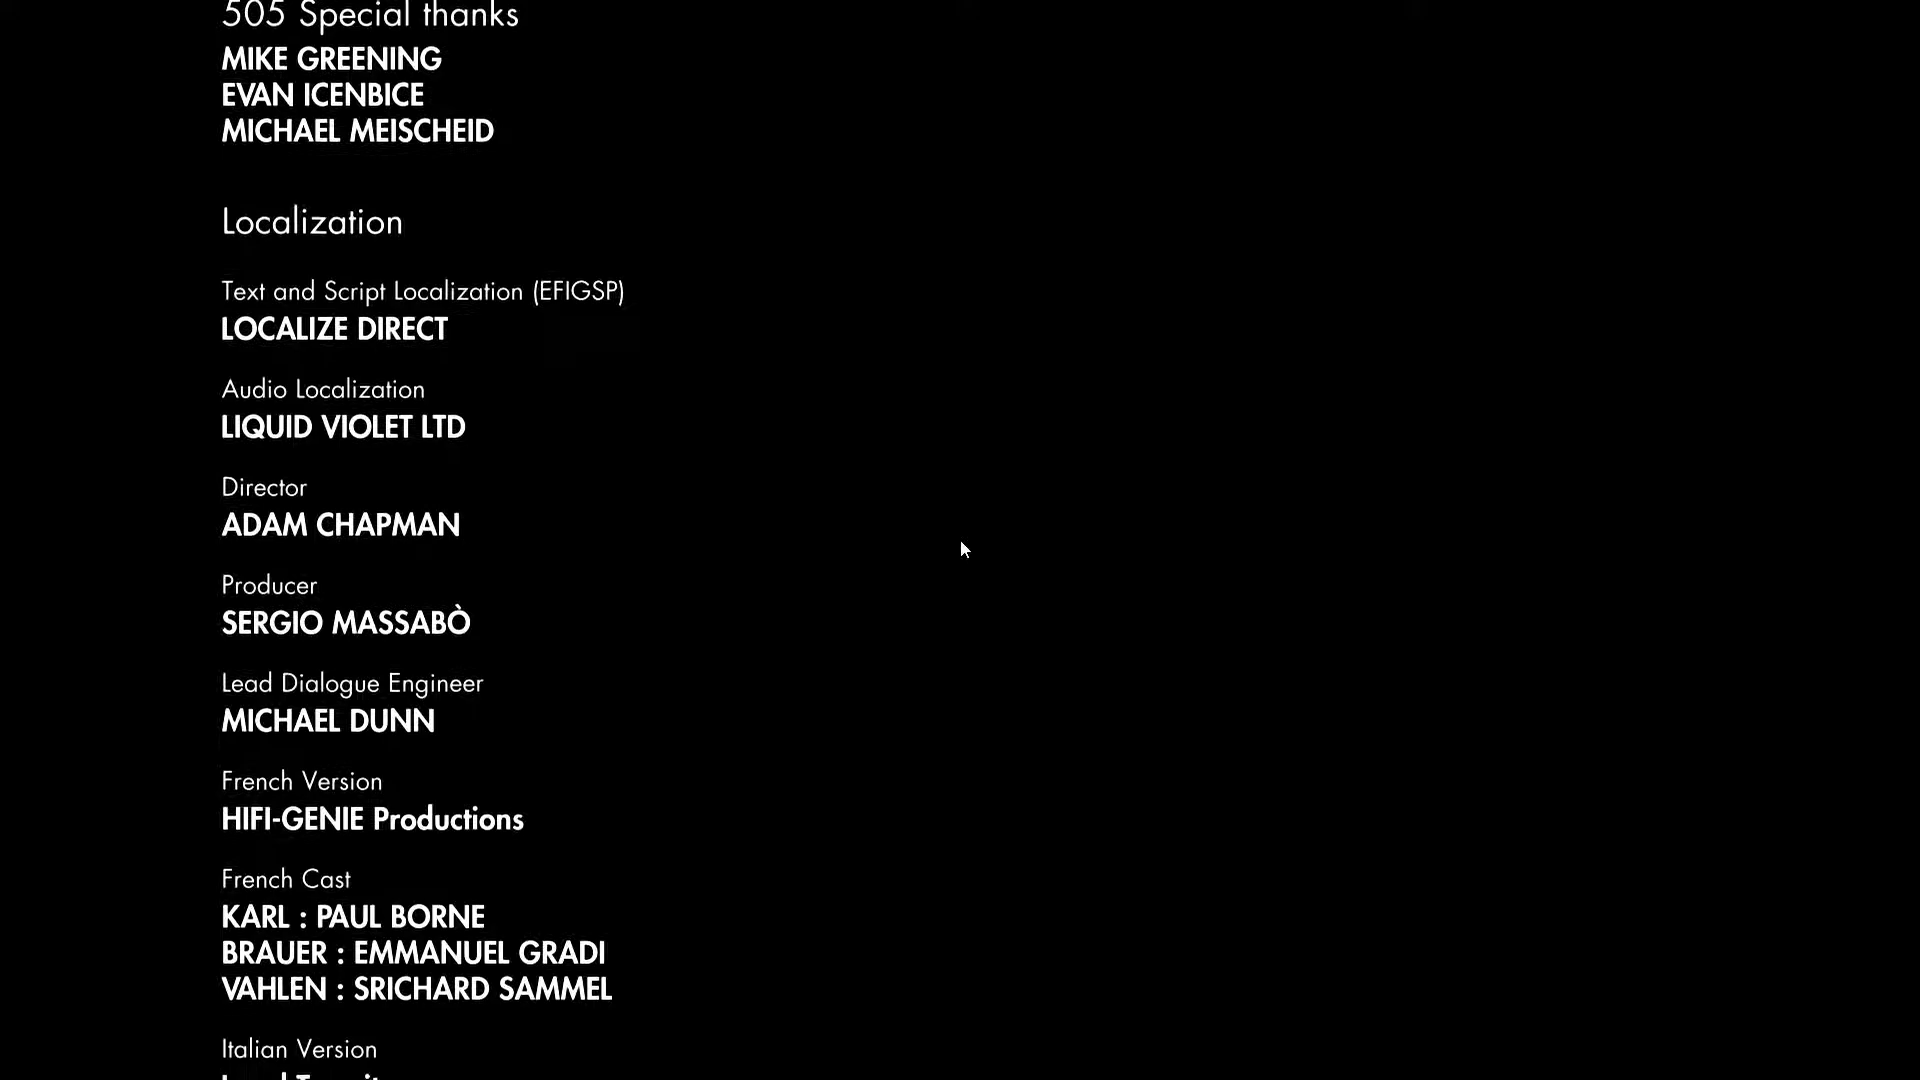 505 Special thanks
MIKE GREENING
EVAN ICENBICE
MICHAEL MEISCHEID
Localization
Text and Script Localization (EFIGSP)
LOCALIZE DIRECT
Audio Localization
LIQUID VIOLET LTD
Director
ADAM CHAPMAN
Producer
SERGIO MASSABÒ
Lead Dialogue Engineer
MICHAEL DUNN
French Version
HIFI-GENIE Productions
French Cast
KARL : PAUL BORNE
BRAUER : EMMANUEL GRADI
VAHLEN : SRICHARD SAMMEL
Italian Version